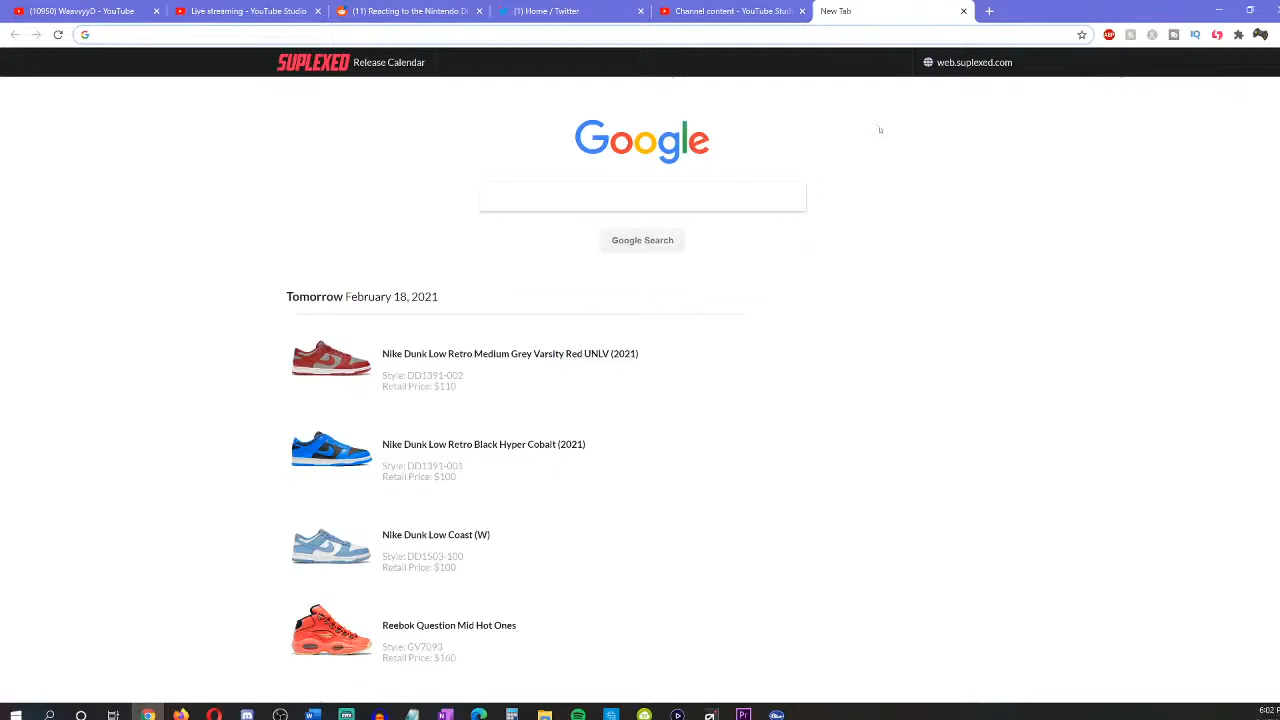 (10950) WaavvyyD - YouTube
Live streaming - YouTube Studio
(11) Reacting to the Nintendo Di
(1) Home / Twitter
Channel content - YouTube Studi
New Tab
SUPLEXED Release Calendar
web.suplexed.com
Google
Google Search
Tomorrow February 18, 2021
Nike Dunk Low Retro Medium Grey Varsity Red UNLV (2021)
Style: DD1391-002
Retail Price: $110
Nike Dunk Low Retro Black Hyper Cobalt (2021)
Style: DD1391-001
Retail Price: $100
Nike Dunk Low Coast (W)
Style: DD1503-100
Retail Price: $100
Reebok Question Mid Hot Ones
Style: GV7093
Retail Price: $160
6:02 P